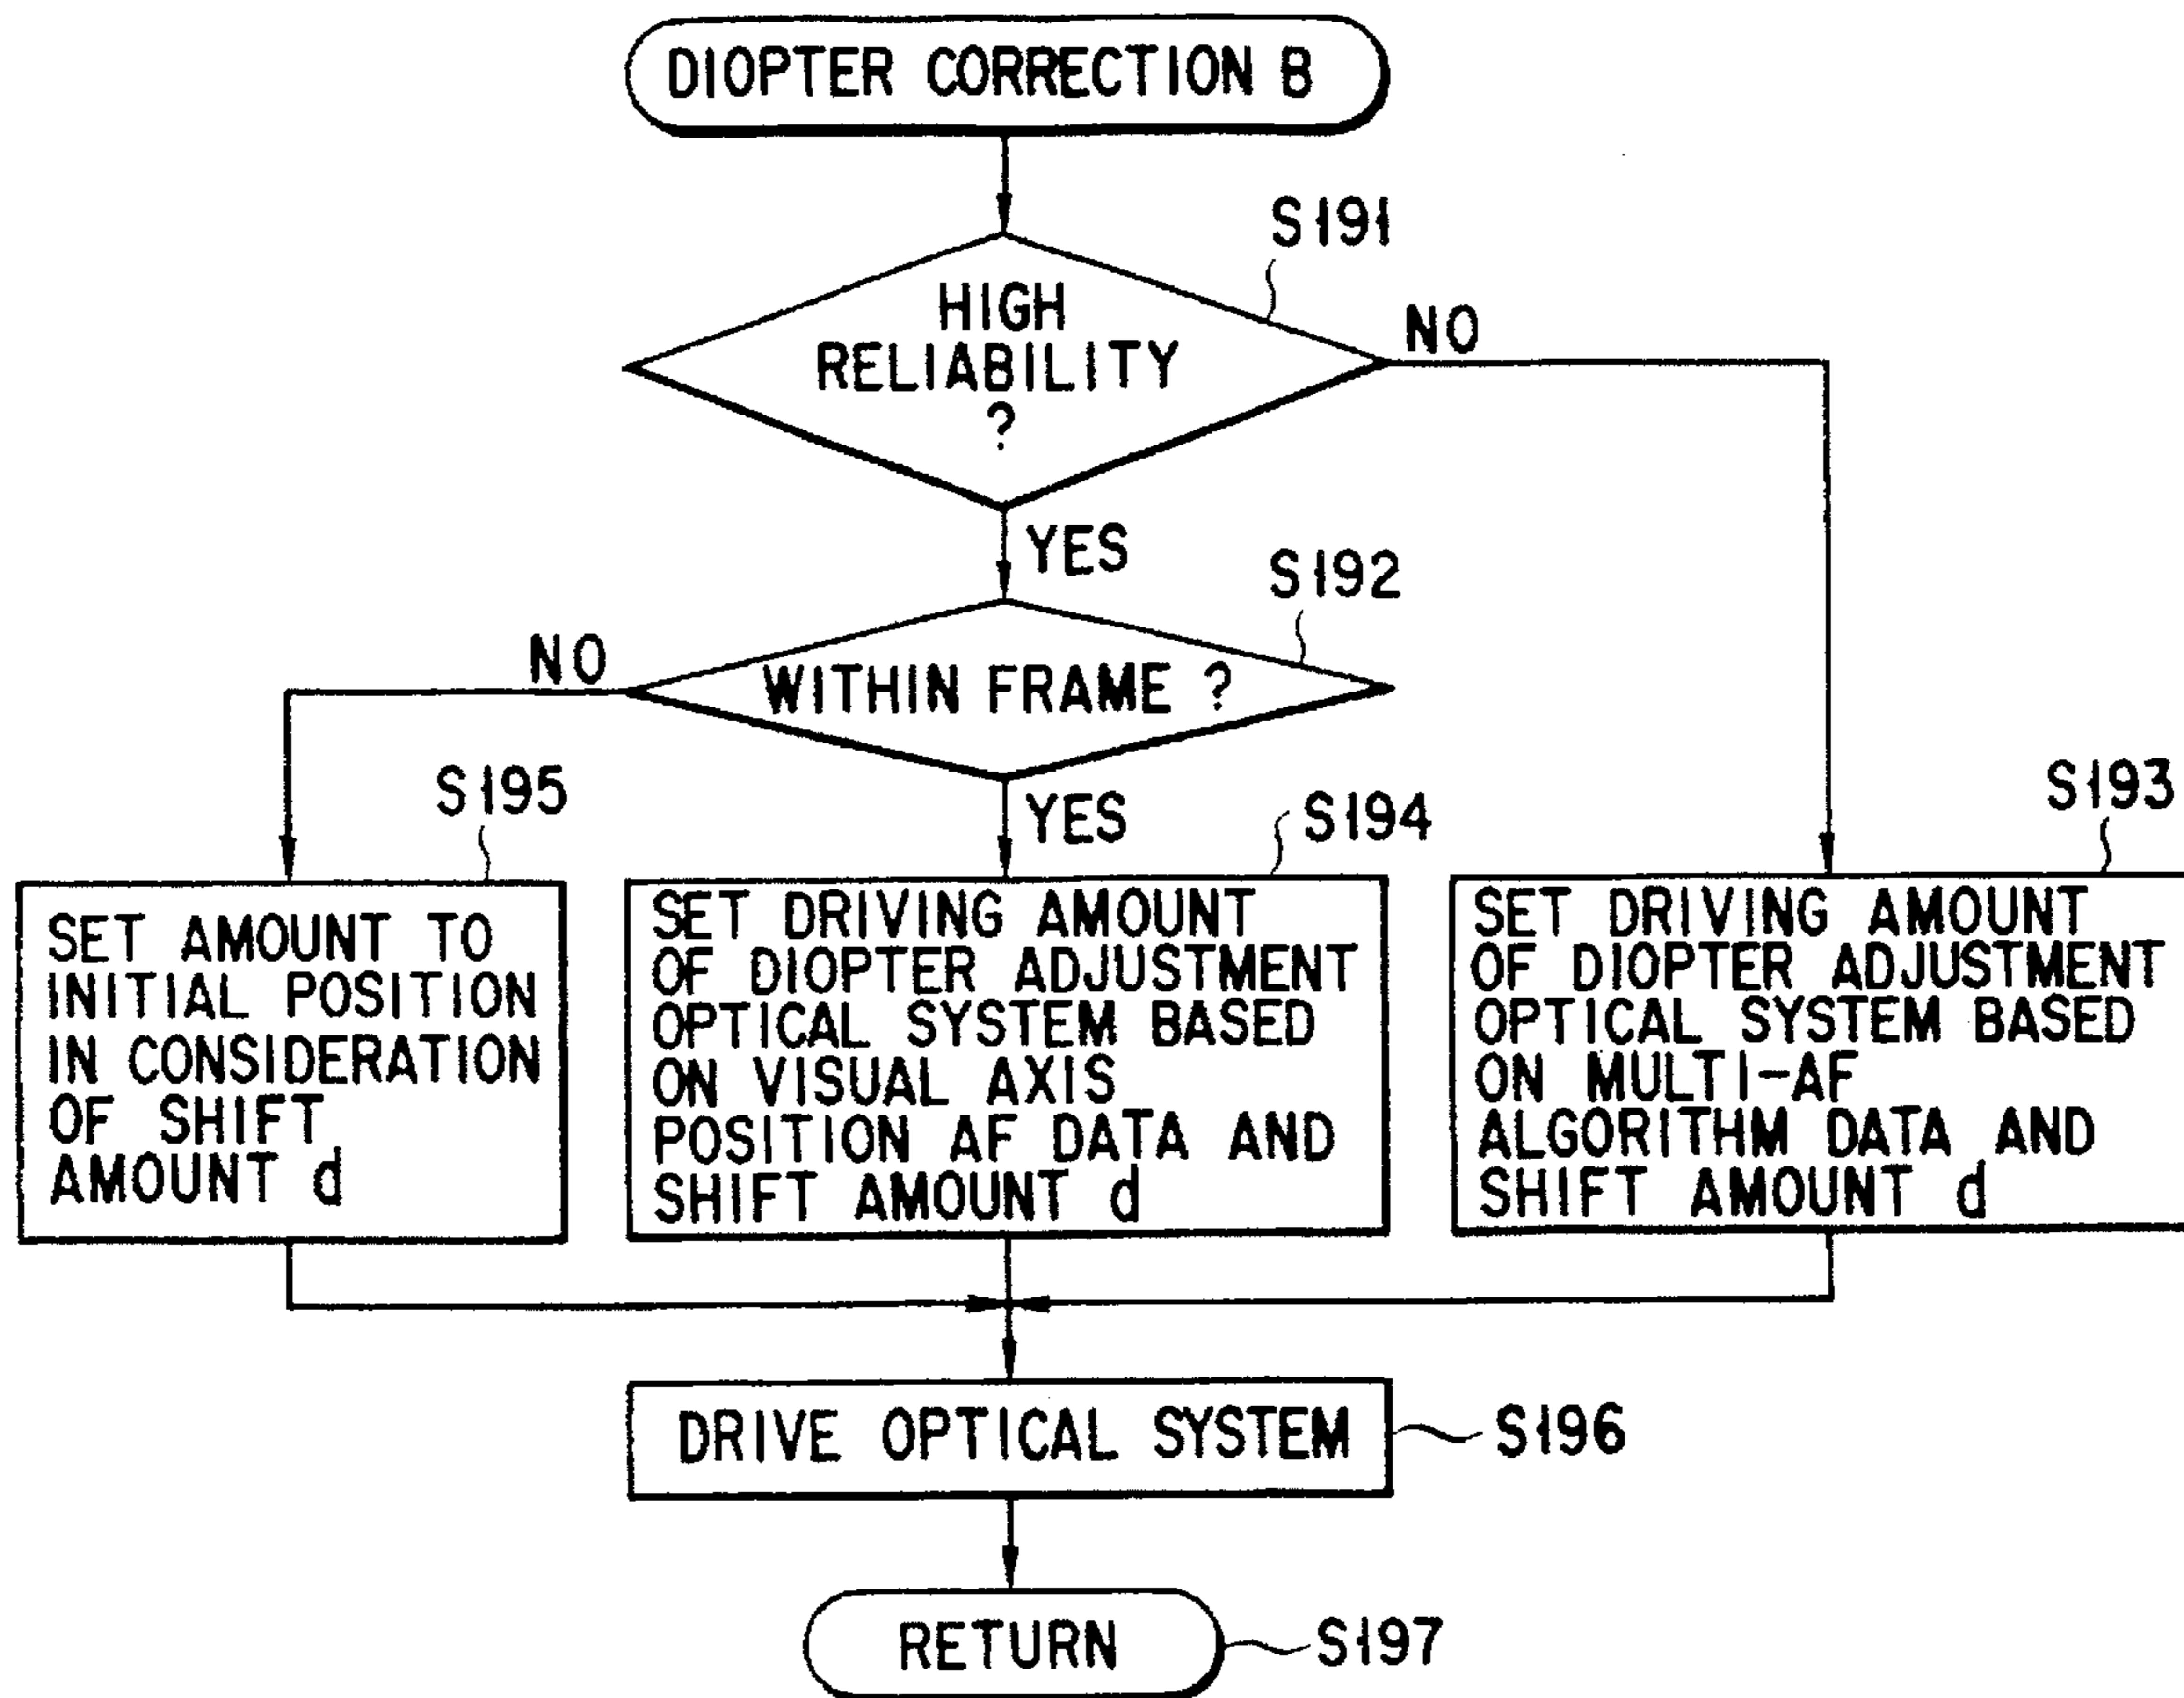 DIOPTER CORRECTION B
S191
HIGH
RELIABILITY
?
NO
YES
S192
WITHIN FRAME ?
NO
YES
S195
SET AMOUNT TO
INITIAL POSITION
IN CONSIDERATION
OF SHIFT
AMOUNT d
S194
SET DRIVING AMOUNT
OF DIOPTER ADJUSTMENT
OPTICAL SYSTEM BASED
ON VISUAL AXIS
POSITION AF DATA AND
SHIFT AMOUNT d
S193
SET DRIVING AMOUNT
OF DIOPTER ADJUSTMENT
OPTICAL SYSTEM BASED
ON MULTI-AF
ALGORITHM DATA AND
SHIFT AMOUNT d
DRIVE OPTICAL SYSTEM
S196
RETURN
S197